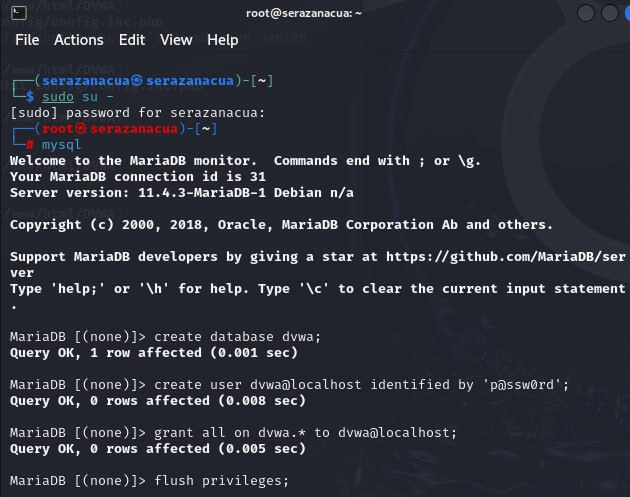 root@serazanacua: ~
File Actions Edit View Help
┌──(serazanacua㉿serazanacua)-[~]
└─$ sudo su -
[sudo] password for serazanacua:
┌──(root㉿serazanacua)-[~]
└─# mysql
Welcome to the MariaDB monitor.  Commands end with ; or \g.
Your MariaDB connection id is 31
Server version: 11.4.3-MariaDB-1 Debian n/a
Copyright (c) 2000, 2018, Oracle, MariaDB Corporation Ab and others.
Support MariaDB developers by giving a star at https://github.com/MariaDB/ser
ver
Type 'help;' or '\h' for help. Type '\c' to clear the current input statement
.
MariaDB [(none)]> create database dvwa;
Query OK, 1 row affected (0.001 sec)
MariaDB [(none)]> create user dvwa@localhost identified by 'p@ssw0rd';
Query OK, 0 rows affected (0.008 sec)
MariaDB [(none)]> grant all on dvwa.* to dvwa@localhost;
Query OK, 0 rows affected (0.005 sec)
MariaDB [(none)]> flush privileges;